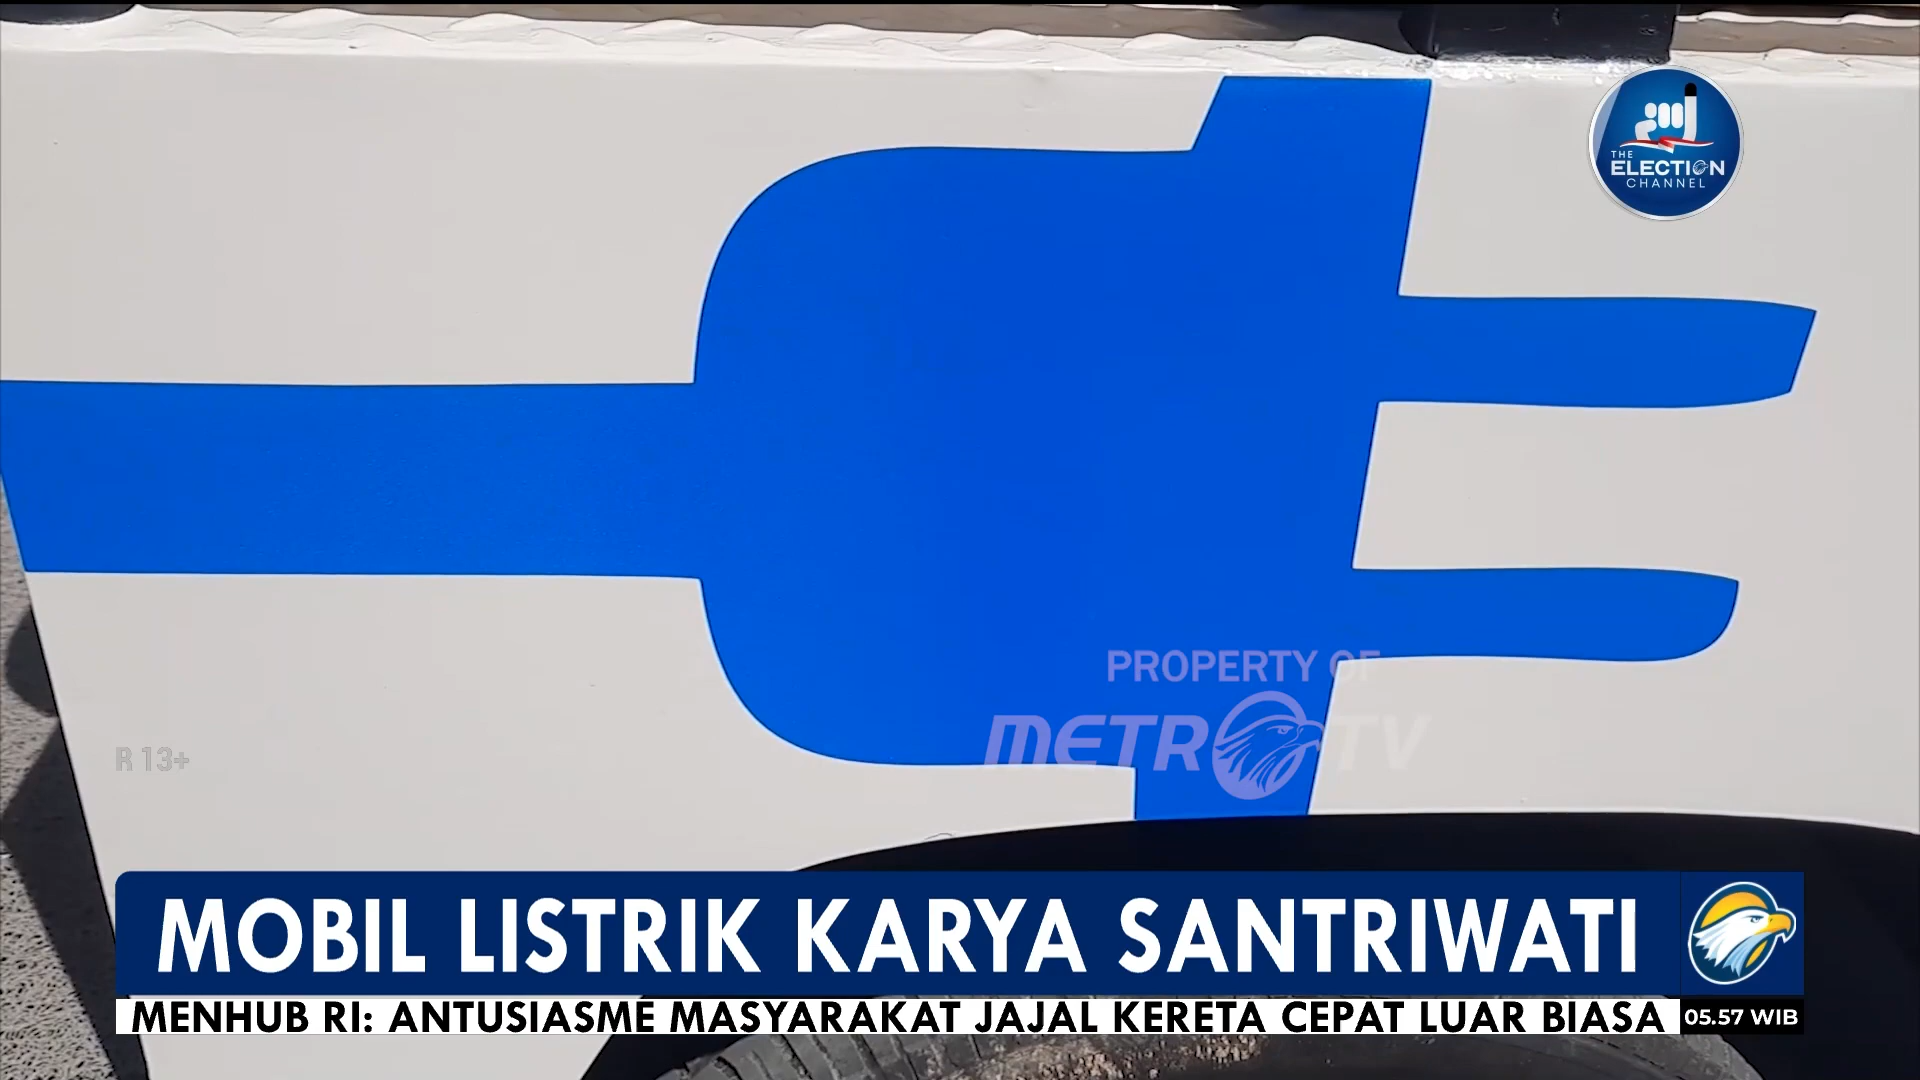 THE
ELECTION
CHANNEL
PROPERTY OF
METRO TV
R 13+
MOBIL LISTRIK KARYA SANTRIWATI
MENHUB RI: ANTUSIASME MASYARAKAT JAJAL KERETA CEPAT LUAR BIASA
05.57 WIB